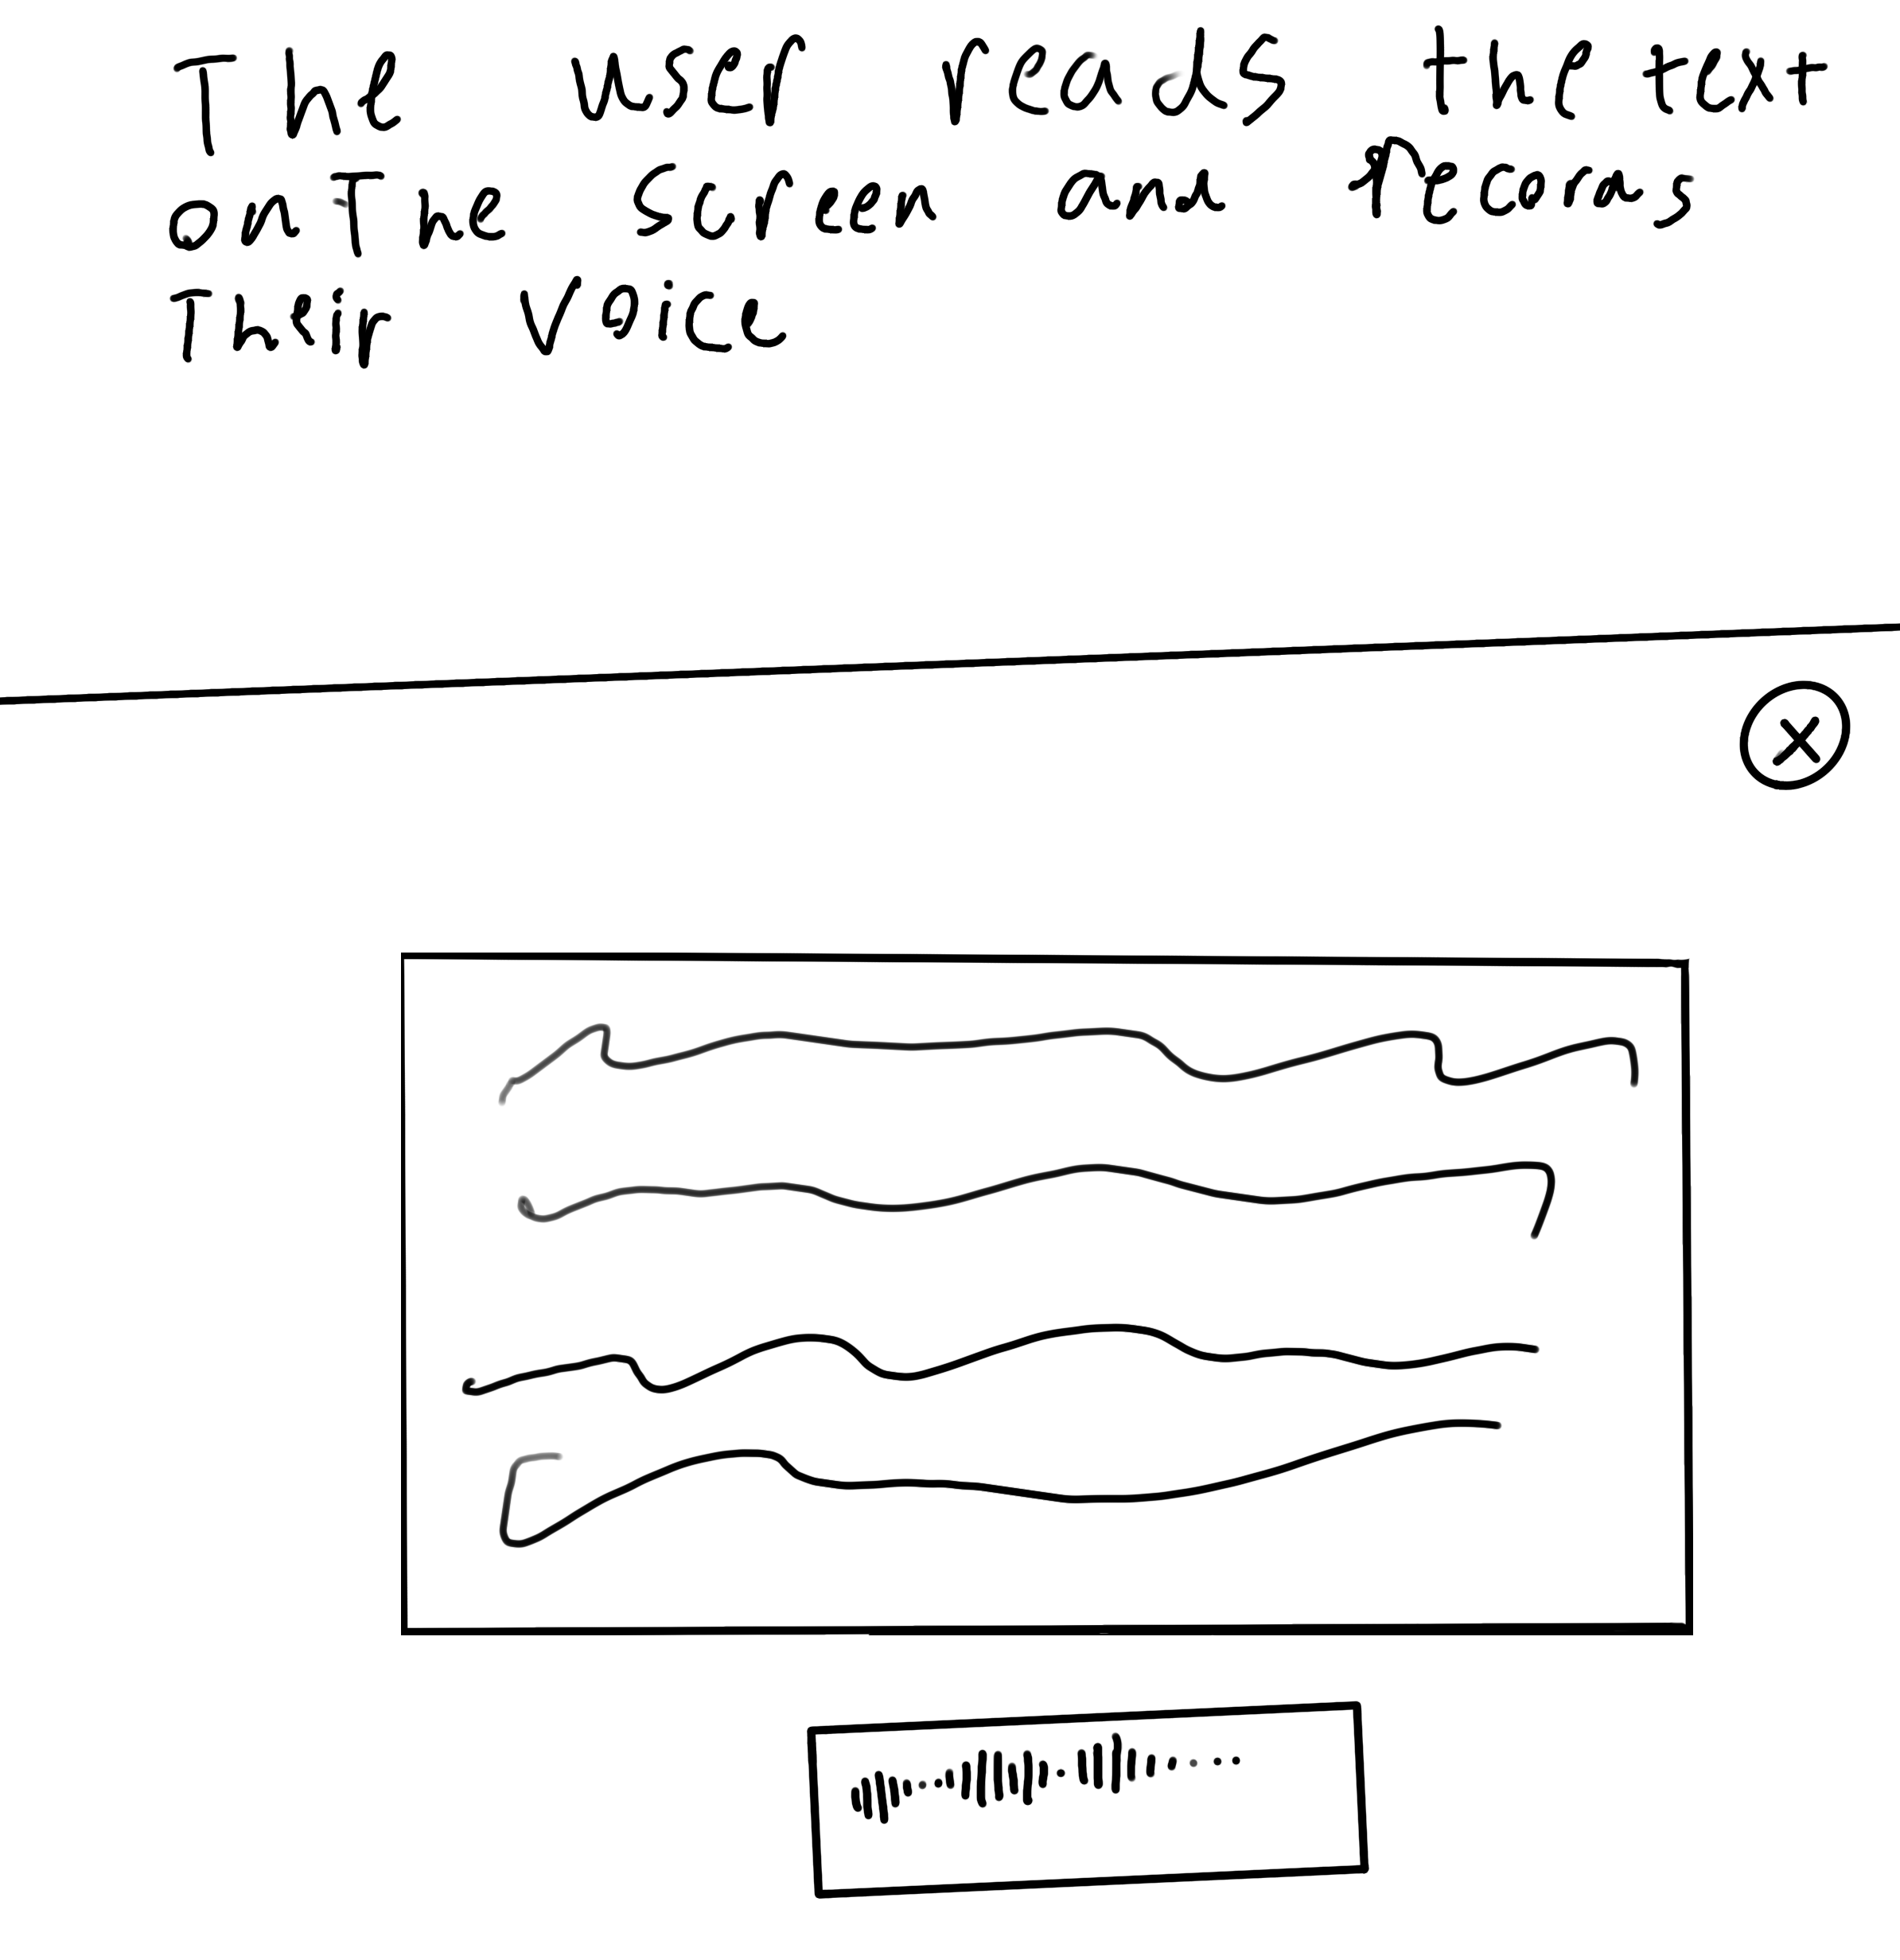 The user reads the text
on The screen and records
Their voice
X